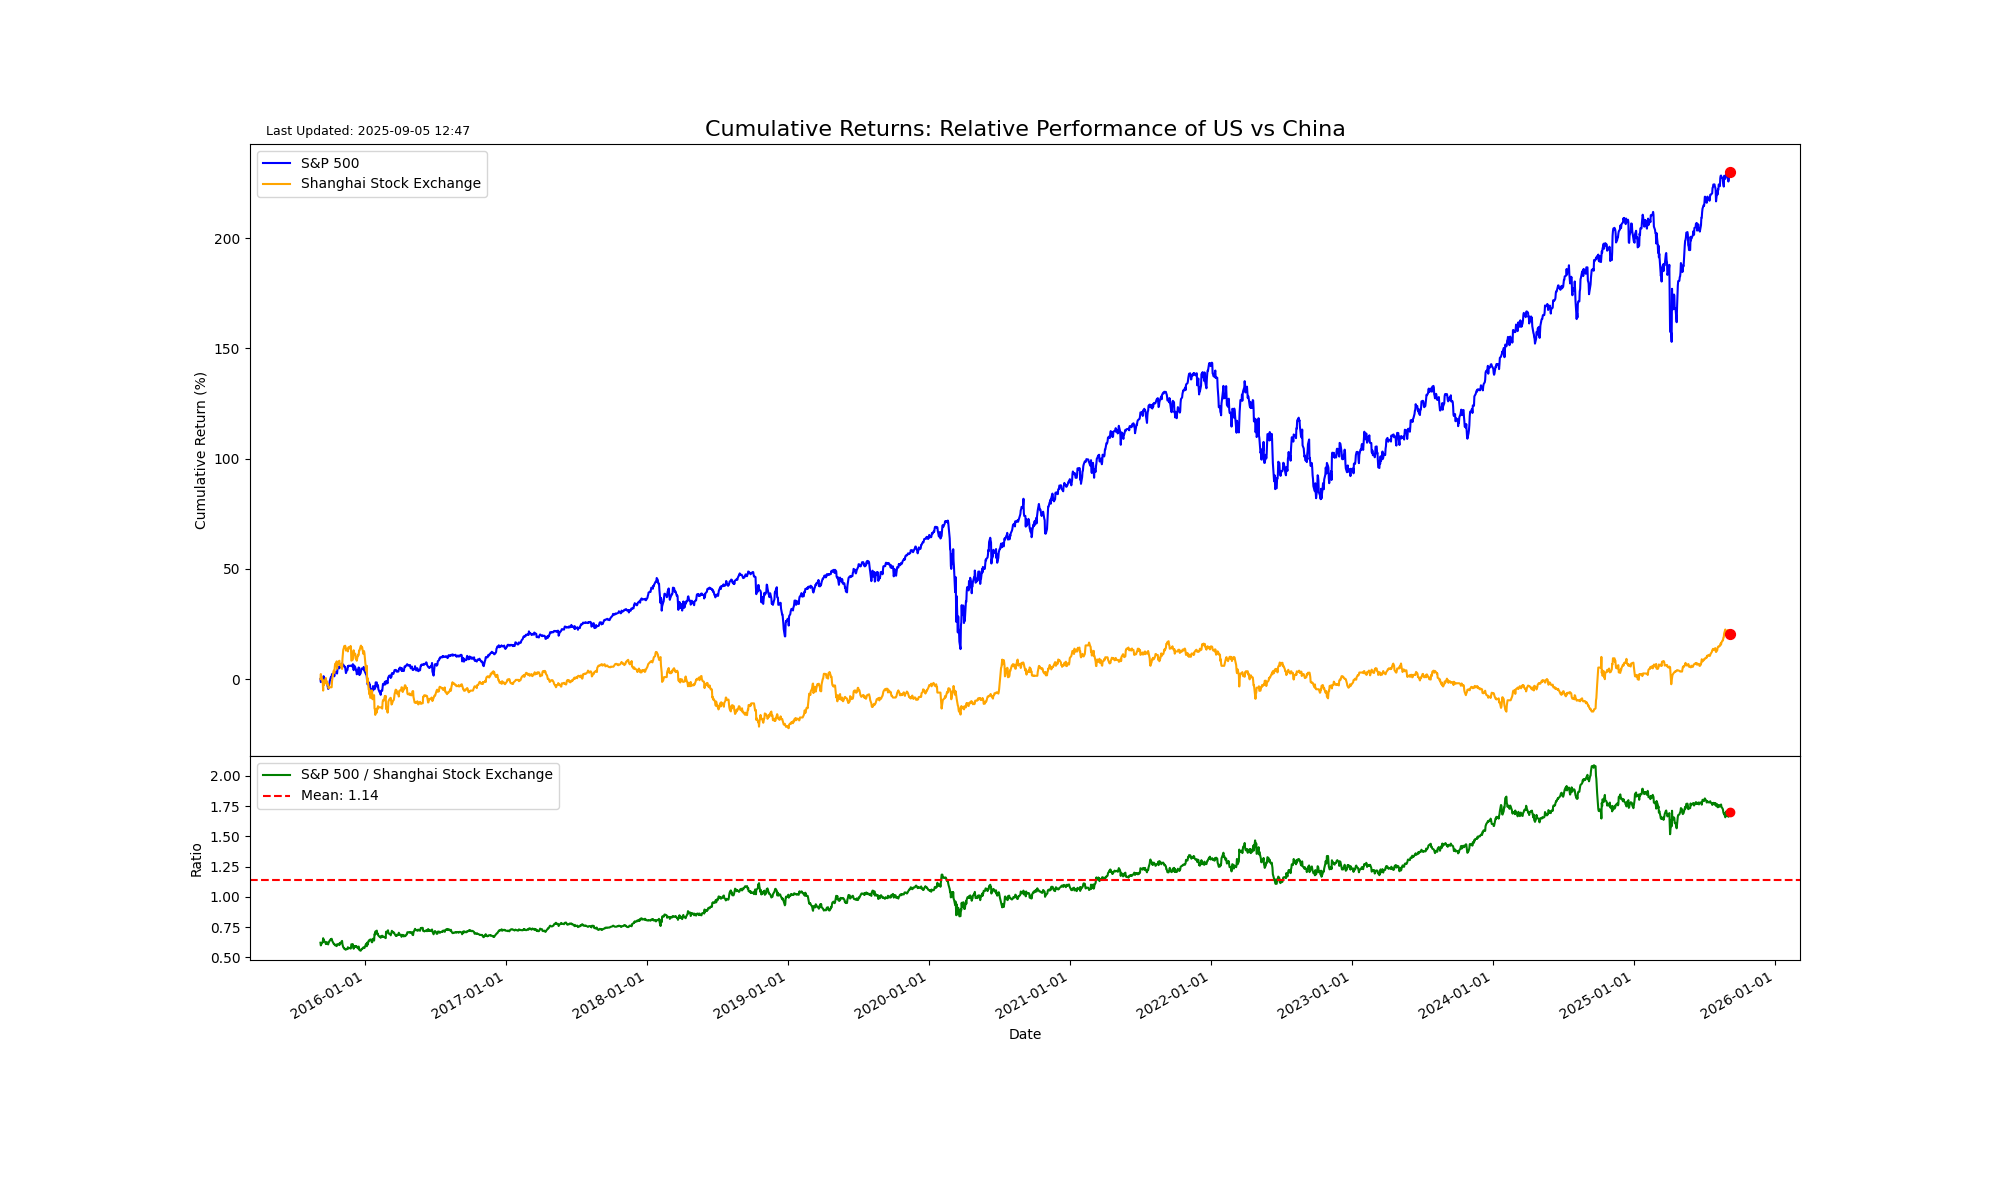 Last Updated: 2025-09-05 12:47
Cumulative Returns: Relative Performance of US vs China
S&P 500
Shanghai Stock Exchange
200
150
100
50
0
Cumulative Return (%)
S&P 500 / Shanghai Stock Exchange
Mean: 1.14
2.00
1.75
1.50
1.25
1.00
0.75
0.50
Ratio
2016-01-01
2017-01-01
2018-01-01
2019-01-01
2020-01-01
2021-01-01
2022-01-01
2023-01-01
2024-01-01
2025-01-01
2026-01-01
Date